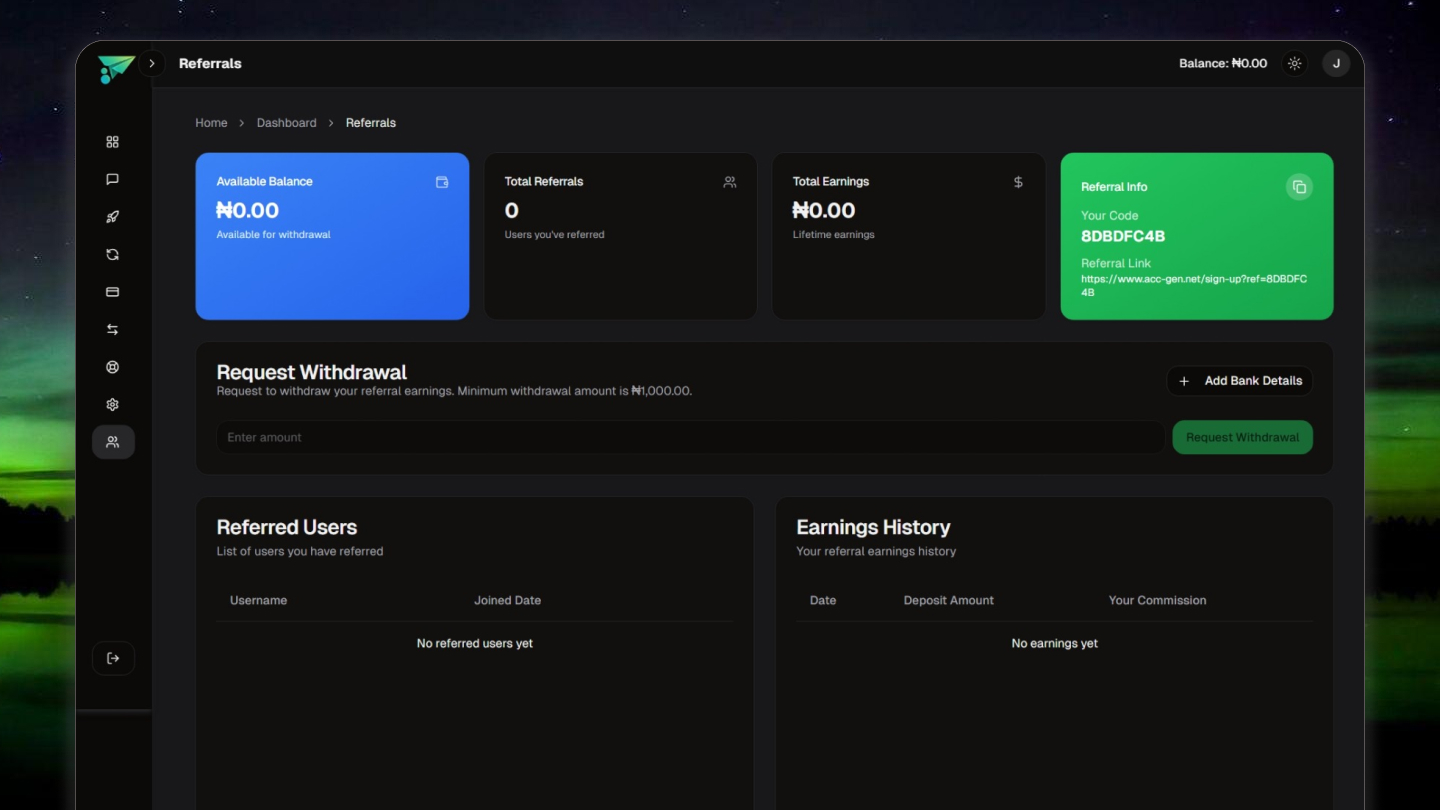 Referrals
Balance: ₦0.00
J
Home
Dashboard
Referrals
Available Balance
₦0.00
Available for withdrawal
Total Referrals
0
Users you've referred
Total Earnings
$
₦0.00
Lifetime earnings
Referral Info
Your Code
8DBDFC4B
Referral Link
https://www.acc-gen.net/sign-up?ref=8DBDFC
4B
Request Withdrawal
Request to withdraw your referral earnings. Minimum withdrawal amount is ₦1,000.00.
+ Add Bank Details
Enter amount
Request Withdrawal
Referred Users
List of users you have referred
Username
Joined Date
No referred users yet
Earnings History
Your referral earnings history
Date
Deposit Amount
Your Commission
No earnings yet